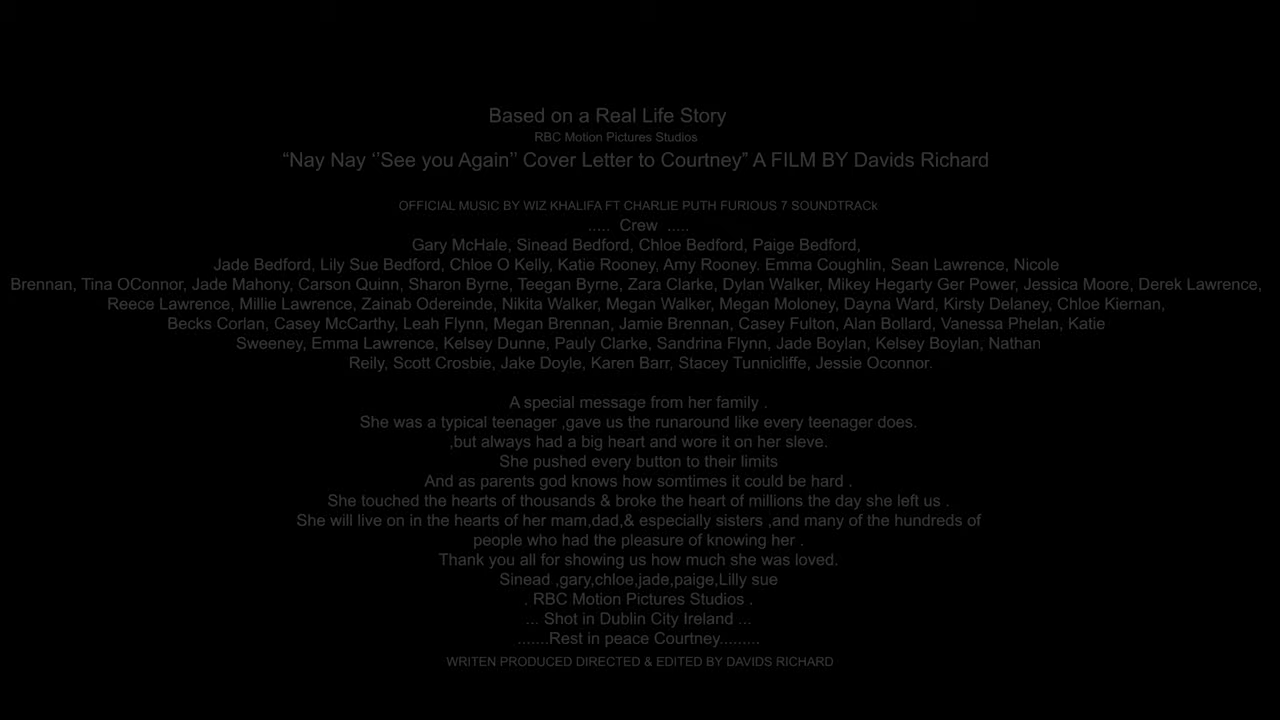 Based on a Real Life Story
RBC Motion Pictures Studios
“Nay Nay ‘'See you Again’' Cover Letter to Courtney” A FILM BY Davids Richard
OFFICIAL MUSIC BY WIZ KHALIFA FT CHARLIE PUTH FURIOUS 7 SOUNDTRACk
..... Crew .....
Gary McHale, Sinead Bedford, Chloe Bedford, Paige Bedford,
Jade Bedford, Lily Sue Bedford, Chloe O Kelly, Katie Rooney, Amy Rooney. Emma Coughlin, Sean Lawrence, Nicole
Brennan, Tina OConnor, Jade Mahony, Carson Quinn, Sharon Byrne, Teegan Byrne, Zara Clarke, Dylan Walker, Mikey Hegarty Ger Power, Jessica Moore, Derek Lawrence,
Reece Lawrence, Millie Lawrence, Zainab Odereinde, Nikita Walker, Megan Walker, Megan Moloney, Dayna Ward, Kirsty Delaney, Chloe Kiernan,
Becks Corlan, Casey McCarthy, Leah Flynn, Megan Brennan, Jamie Brennan, Casey Fulton, Alan Bollard, Vanessa Phelan, Katie
Sweeney, Emma Lawrence, Kelsey Dunne, Pauly Clarke, Sandrina Flynn, Jade Boylan, Kelsey Boylan, Nathan
Reily, Scott Crosbie, Jake Doyle, Karen Barr, Stacey Tunnicliffe, Jessie Oconnor.
A special message from her family .
She was a typical teenager ,gave us the runaround like every teenager does.
,but always had a big heart and wore it on her sleve.
She pushed every button to their limits
And as parents god knows how somtimes it could be hard .
She touched the hearts of thousands & broke the heart of millions the day she left us .
She will live on in the hearts of her mam,dad,& especially sisters ,and many of the hundreds of
people who had the pleasure of knowing her .
Thank you all for showing us how much she was loved.
Sinead ,gary,chloe,jade,paige,Lilly sue
. RBC Motion Pictures Studios .
... Shot in Dublin City Ireland ...
.......Rest in peace Courtney.........
WRITEN PRODUCED DIRECTED & EDITED BY DAVIDS RICHARD